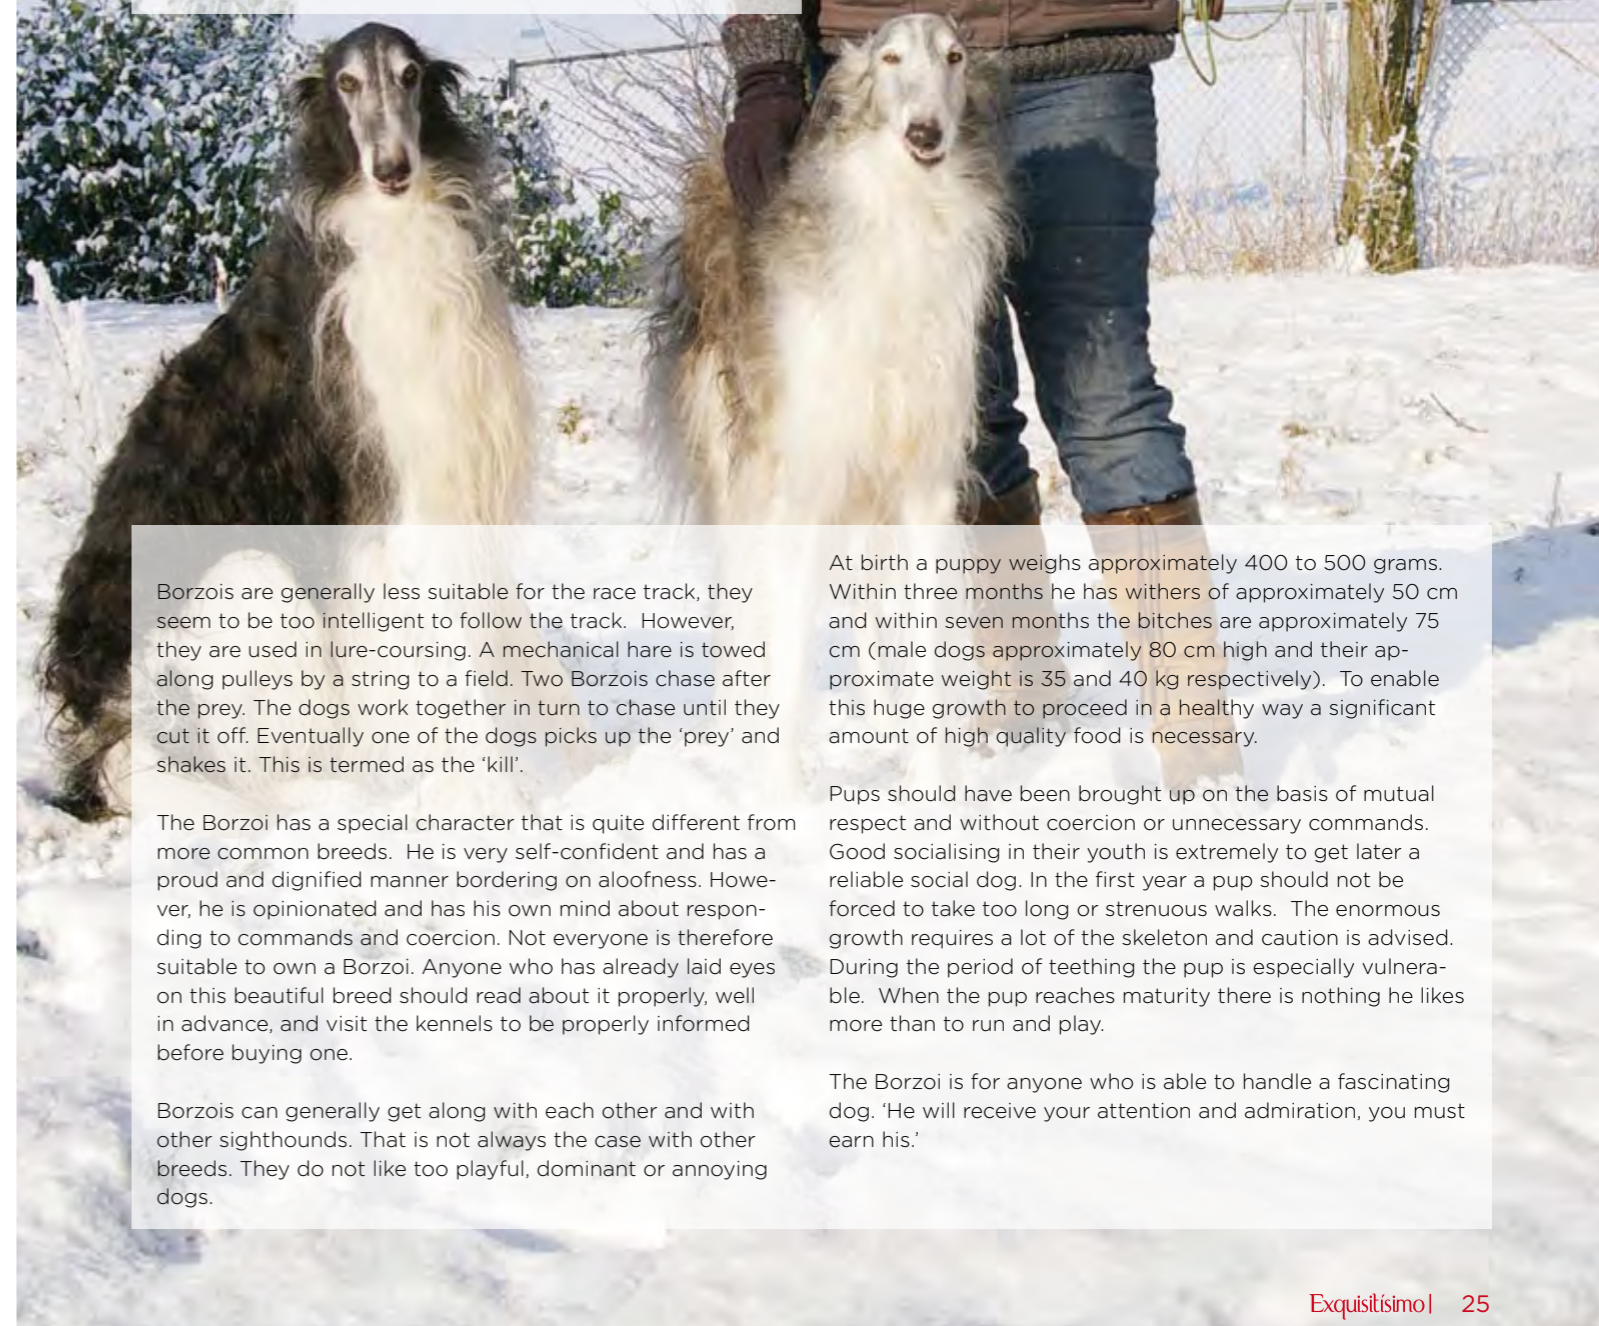 Borzois are generally less suitable for the race track, they
seem to be too intelligent to follow the track.  However,
they are used in lure-coursing. A mechanical hare is towed
along pulleys by a string to a field. Two Borzois chase after
the prey. The dogs work together in turn to chase until they
cut it off. Eventually one of the dogs picks up the ‘prey’ and
shakes it. This is termed as the ‘kill’.

The Borzoi has a special character that is quite different from
more common breeds.  He is very self-confident and has a
proud and dignified manner bordering on aloofness. Howe-
ver, he is opinionated and has his own mind about respon-
ding to commands and coercion. Not everyone is therefore
suitable to own a Borzoi. Anyone who has already laid eyes
on this beautiful breed should read about it properly, well
in advance, and visit the kennels to be properly informed
before buying one.

Borzois can generally get along with each other and with
other sighthounds. That is not always the case with other
breeds. They do not like too playful, dominant or annoying
dogs.

At birth a puppy weighs approximately 400 to 500 grams.
Within three months he has withers of approximately 50 cm
and within seven months the bitches are approximately 75
cm (male dogs approximately 80 cm high and their ap-
proximate weight is 35 and 40 kg respectively).  To enable
this huge growth to proceed in a healthy way a significant
amount of high quality food is necessary.

Pups should have been brought up on the basis of mutual
respect and without coercion or unnecessary commands.
Good socialising in their youth is extremely to get later a
reliable social dog. In the first year a pup should not be
forced to take too long or strenuous walks.  The enormous
growth requires a lot of the skeleton and caution is advised.
During the period of teething the pup is especially vulnera-
ble.  When the pup reaches maturity there is nothing he likes
more than to run and play.

The Borzoi is for anyone who is able to handle a fascinating
dog. ‘He will receive your attention and admiration, you must
earn his.’

Exquisitísimo | 25